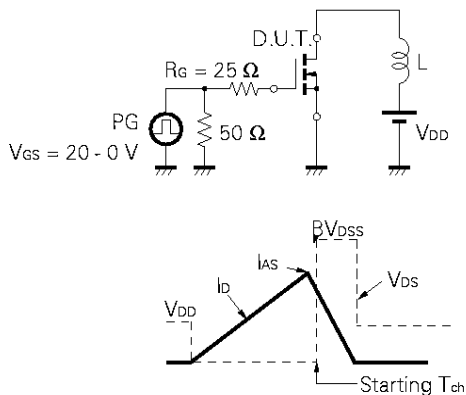 D.U.T.
RG = 25 Ω
L
PG
50 Ω
VDD
VGS = 20 - 0 V
BVDSS
IAS
ID
VDS
VDD
Starting Tch